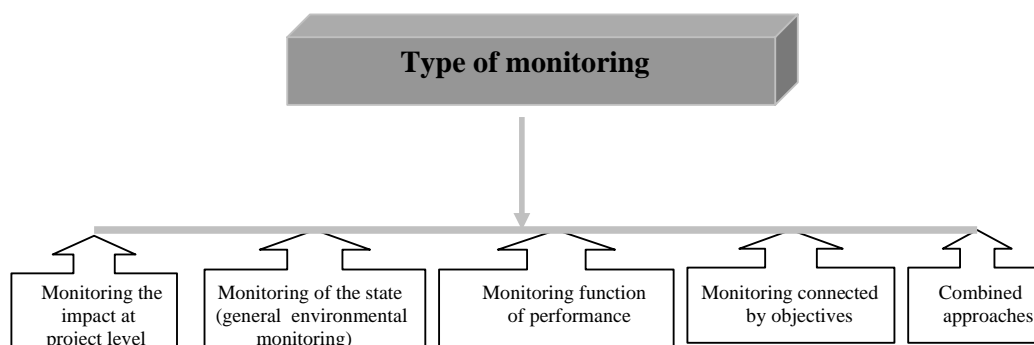 Type of monitoring
Monitoring the
impact at
project level
Monitoring of the state
(general environmental
monitoring)
Monitoring function
of performance
Monitoring connected
by objectives
Combined
approaches